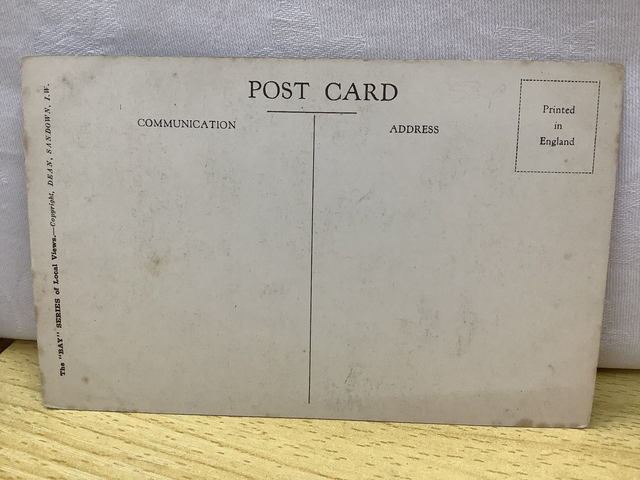 POST CARD
COMMUNICATION
ADDRESS
Printed
in
England
The "BAY" SERIES of Local Views.—Copyright, DEAN, SANDOWN, I.W.